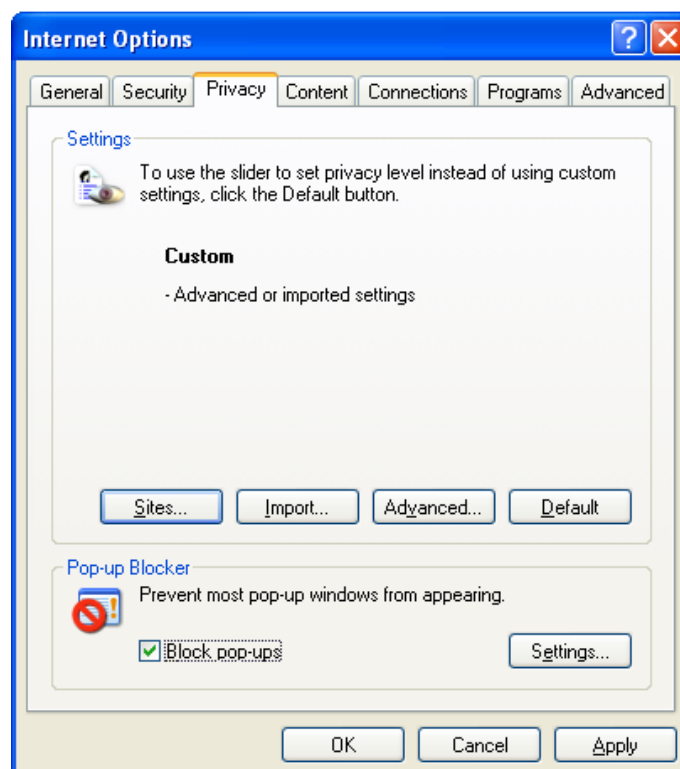 Internet Options
General Security Privacy Content Connections Programs Advanced
Settings
To use the slider to set privacy level instead of using custom
settings, click the Default button.
Custom
- Advanced or imported settings
Sites... Import... Advanced... Default
Pop-up Blocker
Prevent most pop-up windows from appearing.
Block pop-ups Settings...
OK Cancel Apply